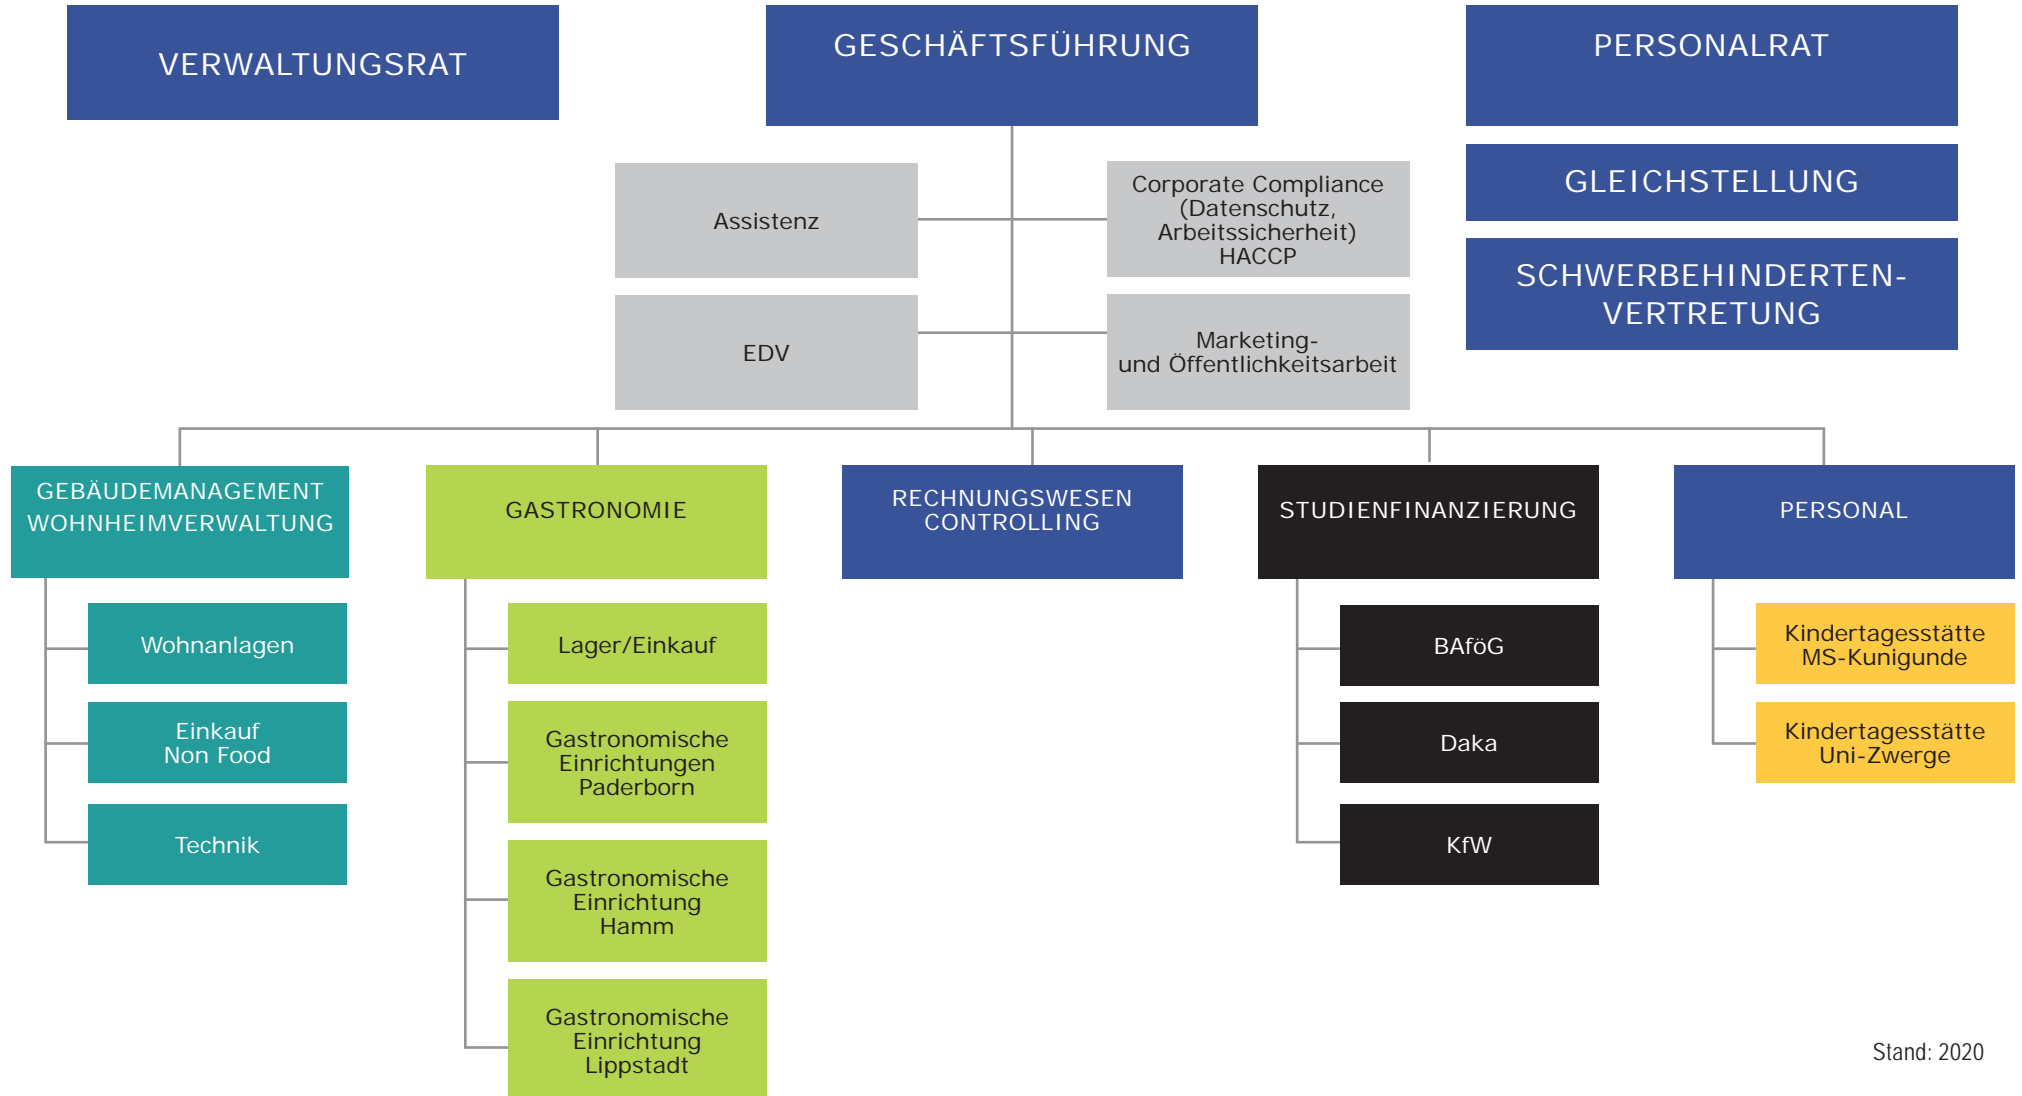 VERWALTUNGSRAT
GESCHÄFTSFÜHRUNG
PERSONALRAT
GLEICHSTELLUNG
SCHWERBEHINDERTEN-
VERTRETUNG
Assistenz
Corporate Compliance
(Datenschutz,
Arbeitssicherheit)
HACCP
EDV
Marketing-
und Öffentlichkeitsarbeit
GEBÄUDEMANAGEMENT
WOHNHEIMVERWALTUNG
GASTRONOMIE
RECHNUNGSWESEN
CONTROLLING
STUDIENFINANZIERUNG
PERSONAL
Wohnanlagen
Einkauf
Non Food
Technik
Lager/Einkauf
Gastronomische
Einrichtungen
Paderborn
Gastronomische
Einrichtung
Hamm
Gastronomische
Einrichtung
Lippstadt
BAföG
Daka
KfW
Kindertagesstätte
MS-Kunigunde
Kindertagesstätte
Uni-Zwerge
Stand: 2020